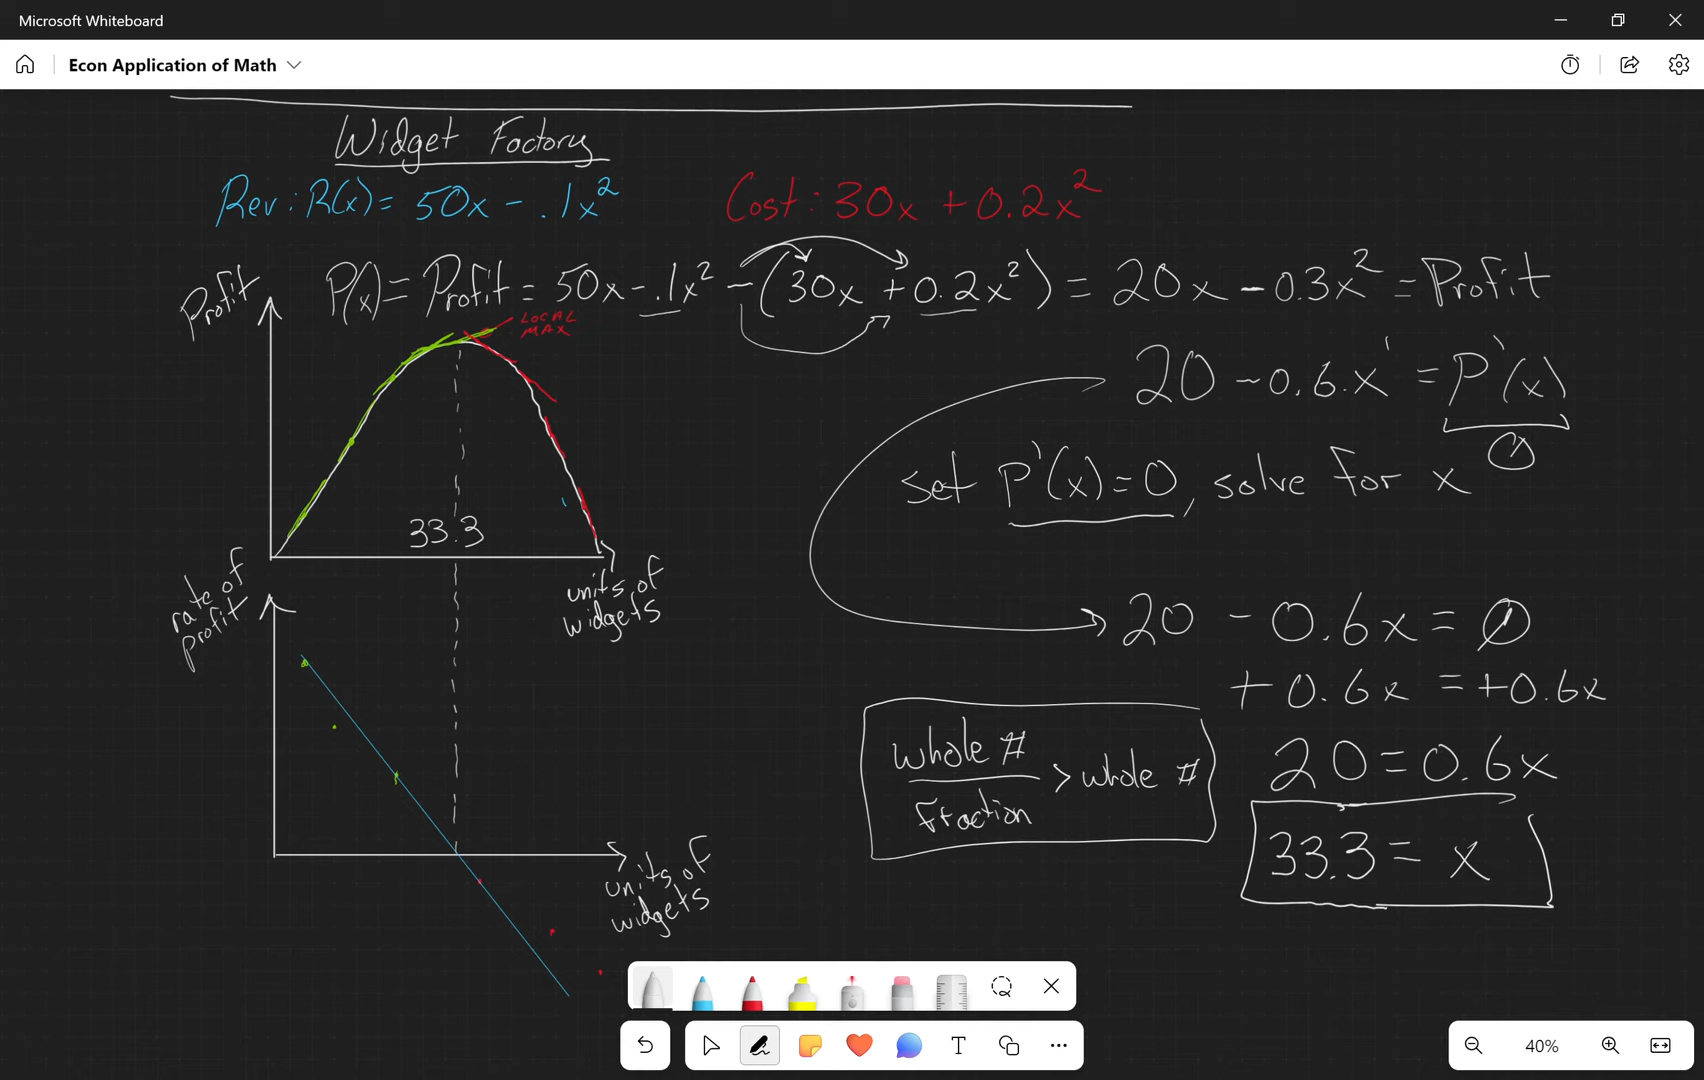 Microsoft Whiteboard
Econ Application of Math
Widget Factory
Rev: R(x) = 50x - .1x²
Cost: 30x + 0.2x²
P(x) = Profit = 50x - .1x² - (30x + 0.2x²) = 20x - 0.3x² = Profit
Profit
LOCAL
MAX
33.3
units of
widgets
20 - 0.6x' = P'(x)
0
set P'(x) = 0, solve for x
rate of
profit
units of
widgets
20 - 0.6x = 0
+ 0.6x = +0.6x
20 = 0.6x
33.3 = x
whole #
Fraction
> whole #
40%